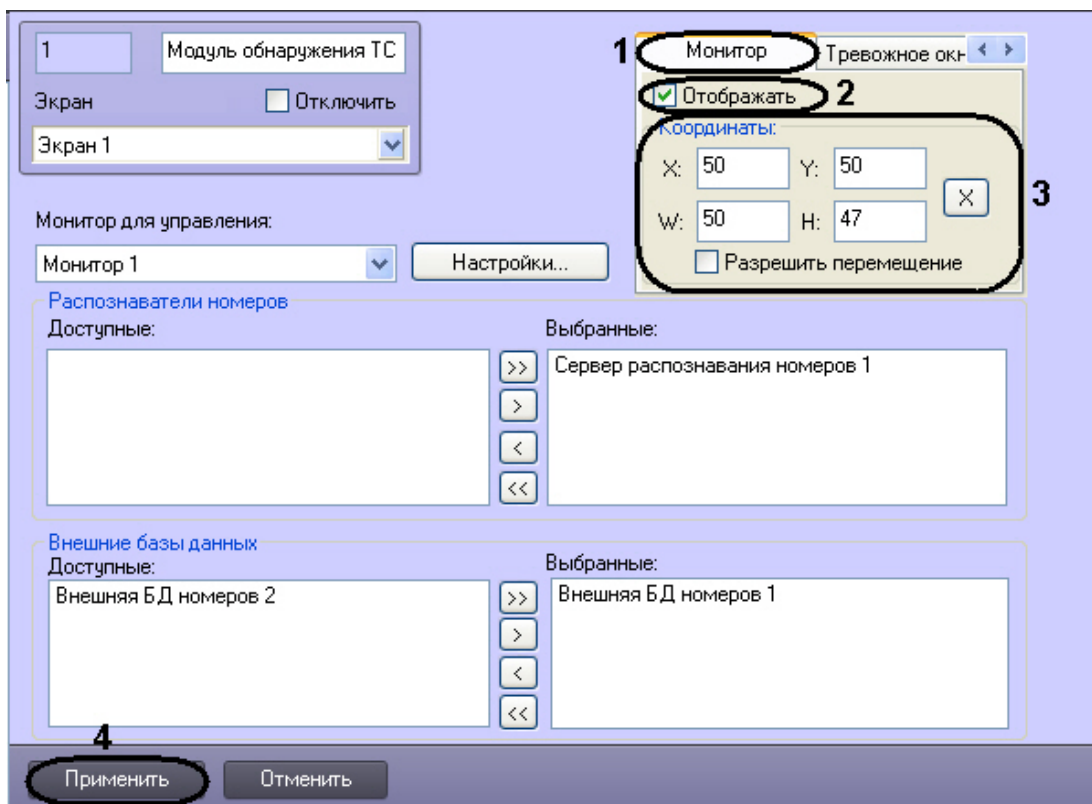 1
Модуль обнаружения ТС
Экран
Отключить
Экран 1
1
Монитор
Тревожное окн
Отображать
2
Координаты:
X: 50 Y: 50
X
3
W: 50 H: 47
Разрешить перемещение
Монитор для управления:
Монитор 1
Настройки...
Распознаватели номеров
Доступные:
Выбранные:
Сервер распознавания номеров 1
>>
>
<
<<
Внешние базы данных
Доступные:
Выбранные:
Внешняя БД номеров 2
Внешняя БД номеров 1
>>
>
<
<<
4
Применить
Отменить